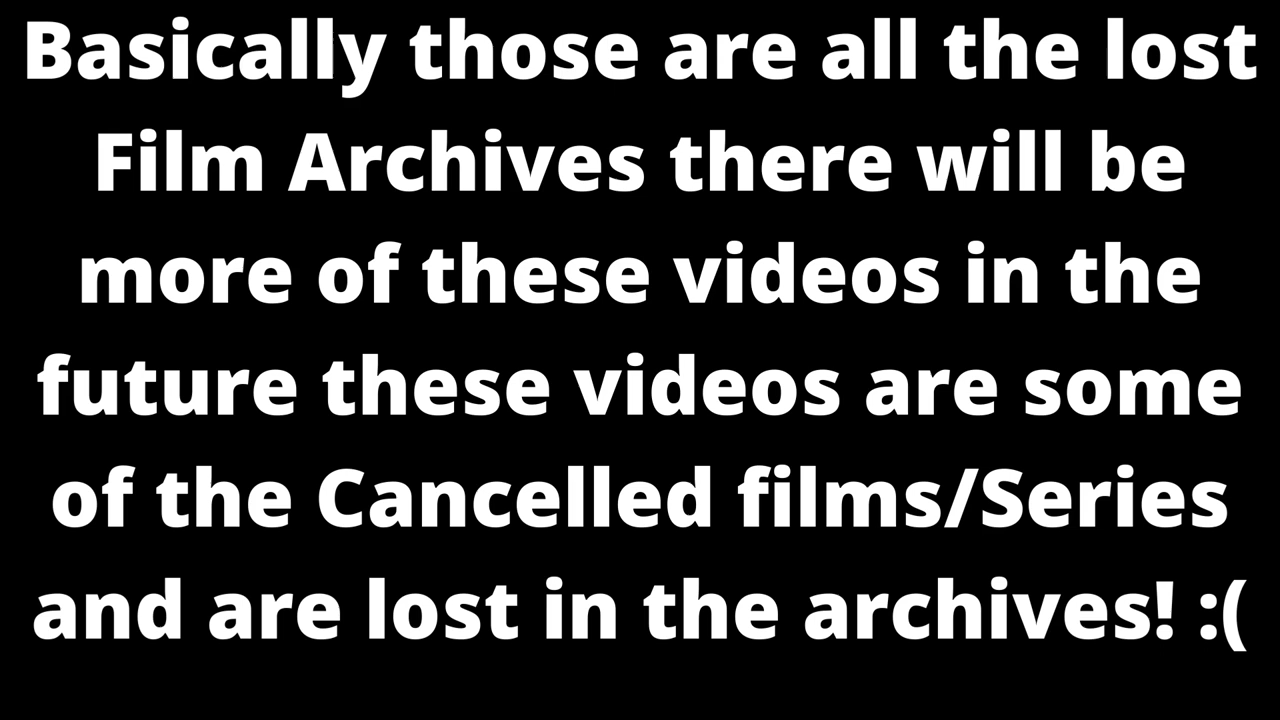 Basically those are all the lost
Film Archives there will be
more of these videos in the
future these videos are some
of the Cancelled films/Series
and are lost in the archives! :(